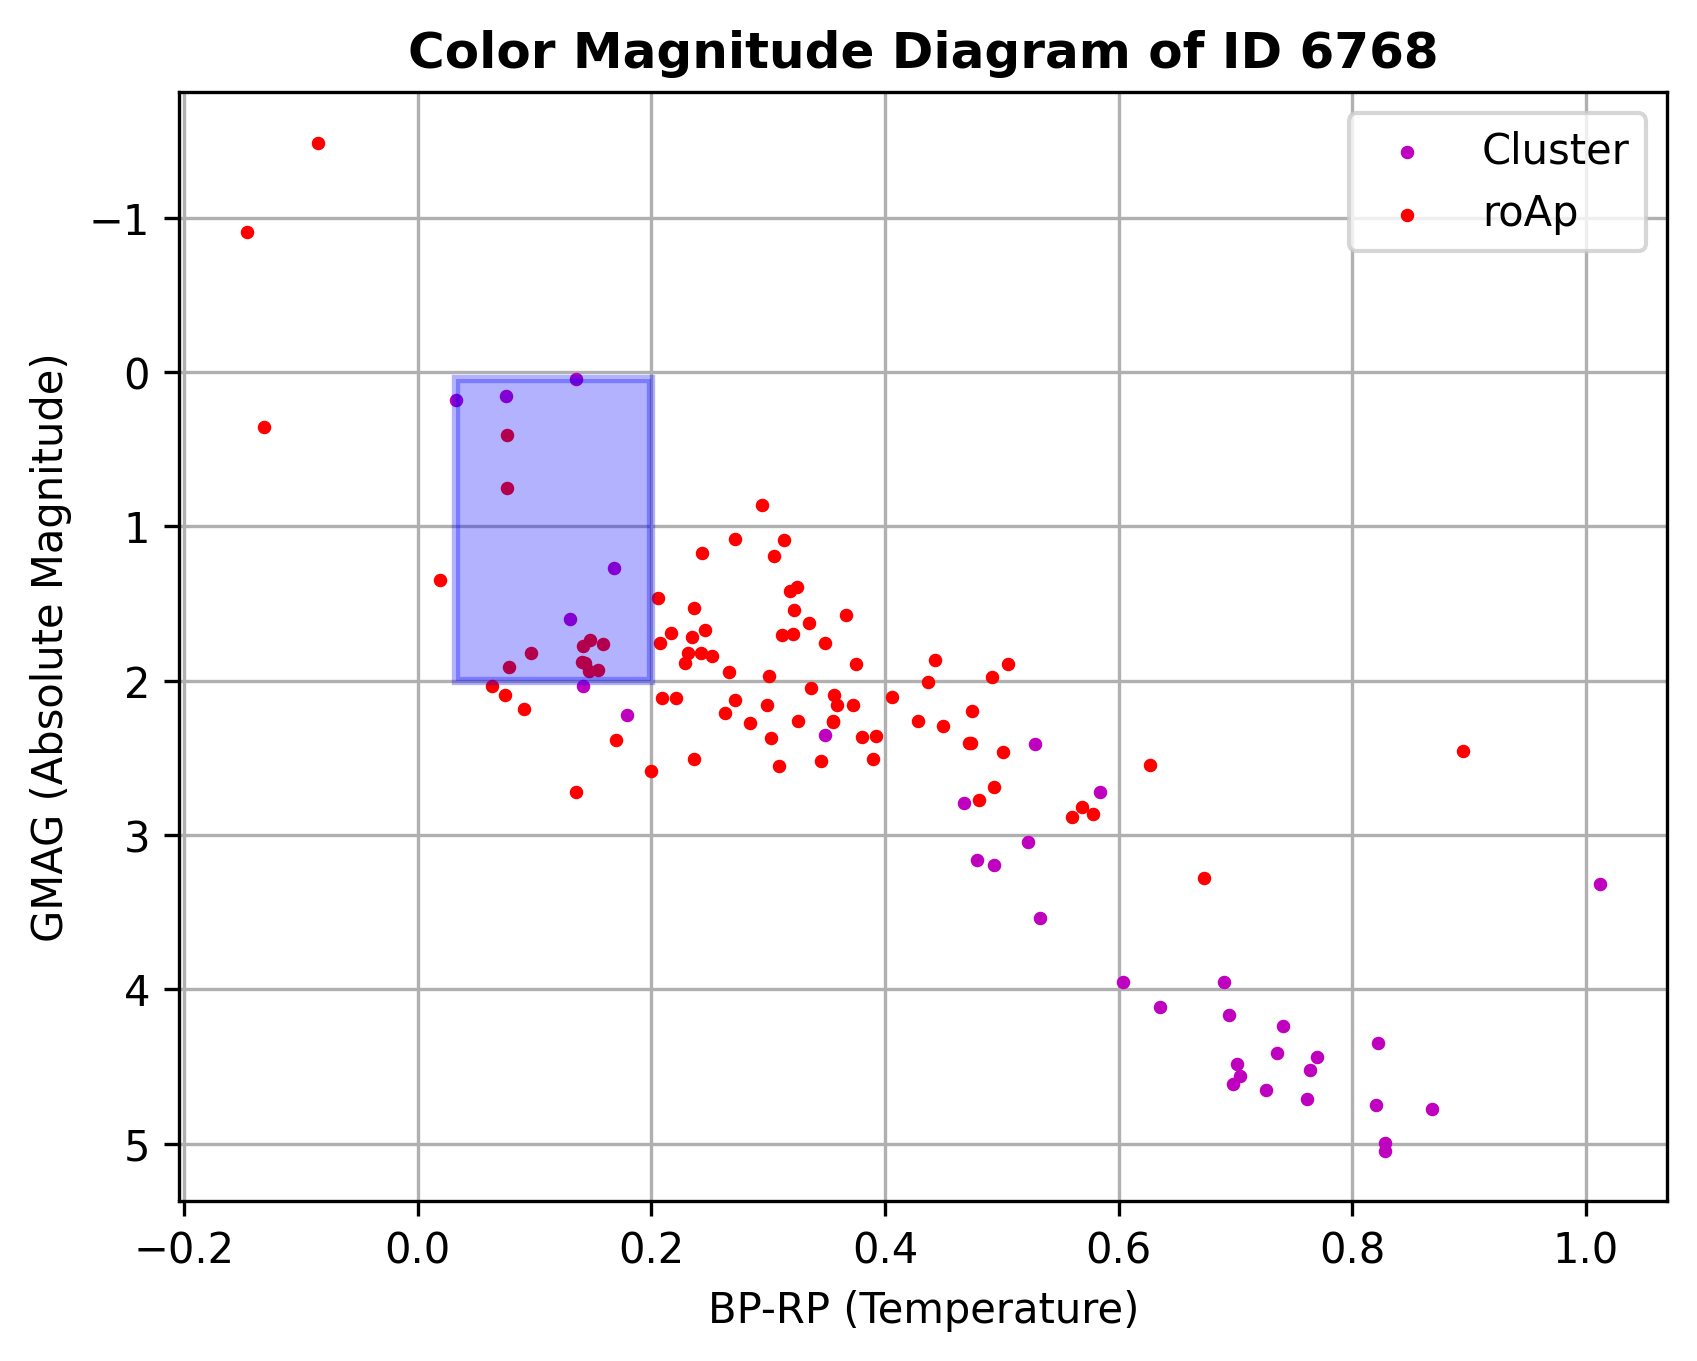 Color Magnitude Diagram of ID 6768
Cluster
roAp
GMAG (Absolute Magnitude)
−1
0
1
2
3
4
5
−0.2 0.0 0.2 0.4 0.6 0.8 1.0
BP-RP (Temperature)